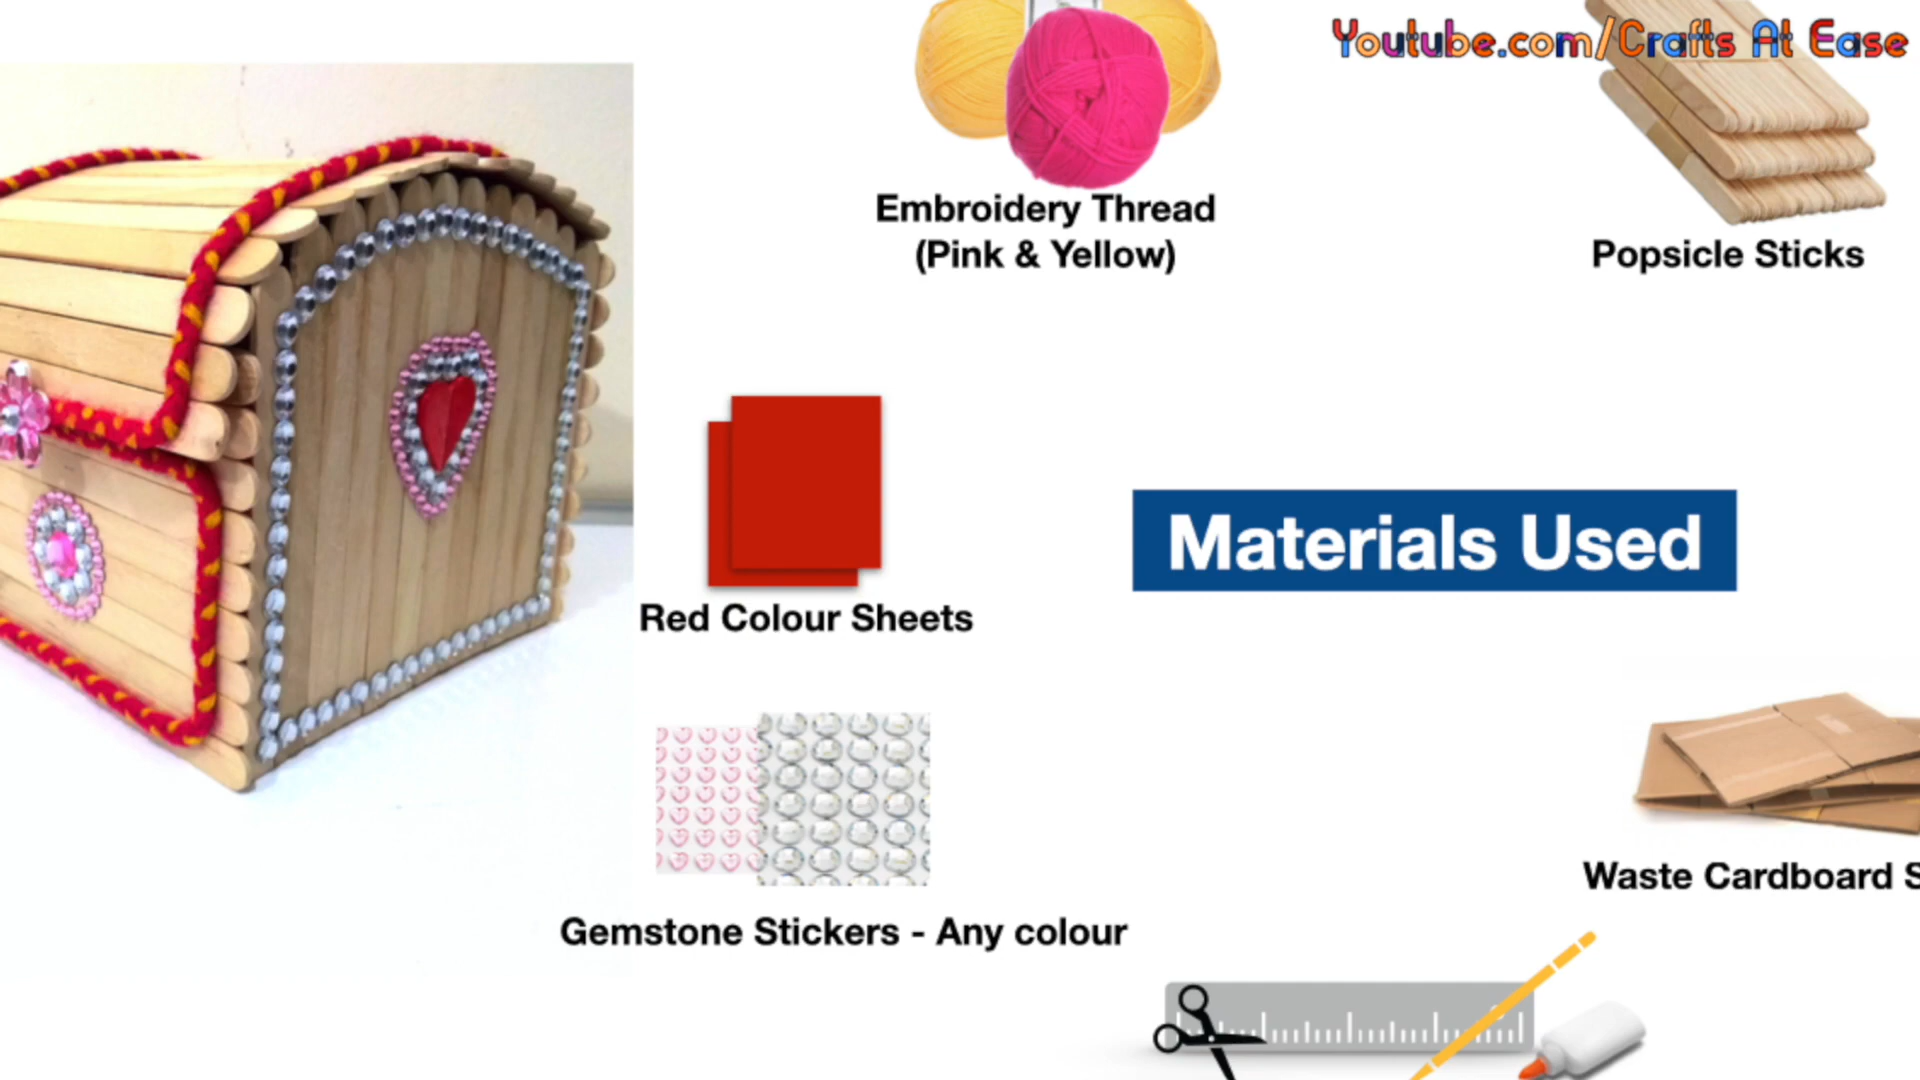 Youtube.com/Crafts At Ease
Embroidery Thread
(Pink & Yellow)
Popsicle Sticks
Red Colour Sheets
Materials Used
Waste Cardboard S
Gemstone Stickers - Any colour